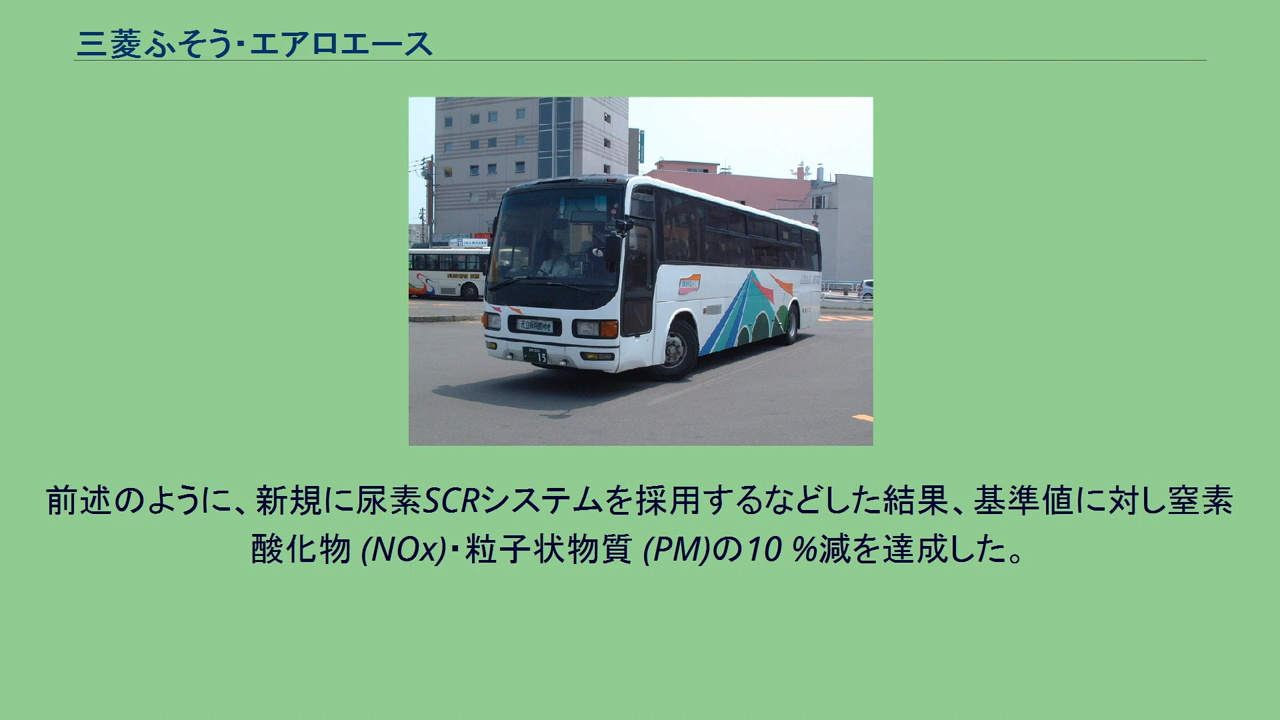 三菱ふそう・エアロエース
15
前述のように、新規に尿素SCRシステムを採用するなどした結果、基準値に対し窒素
酸化物 (NOx)・粒子状物質 (PM)の10 %減を達成した。